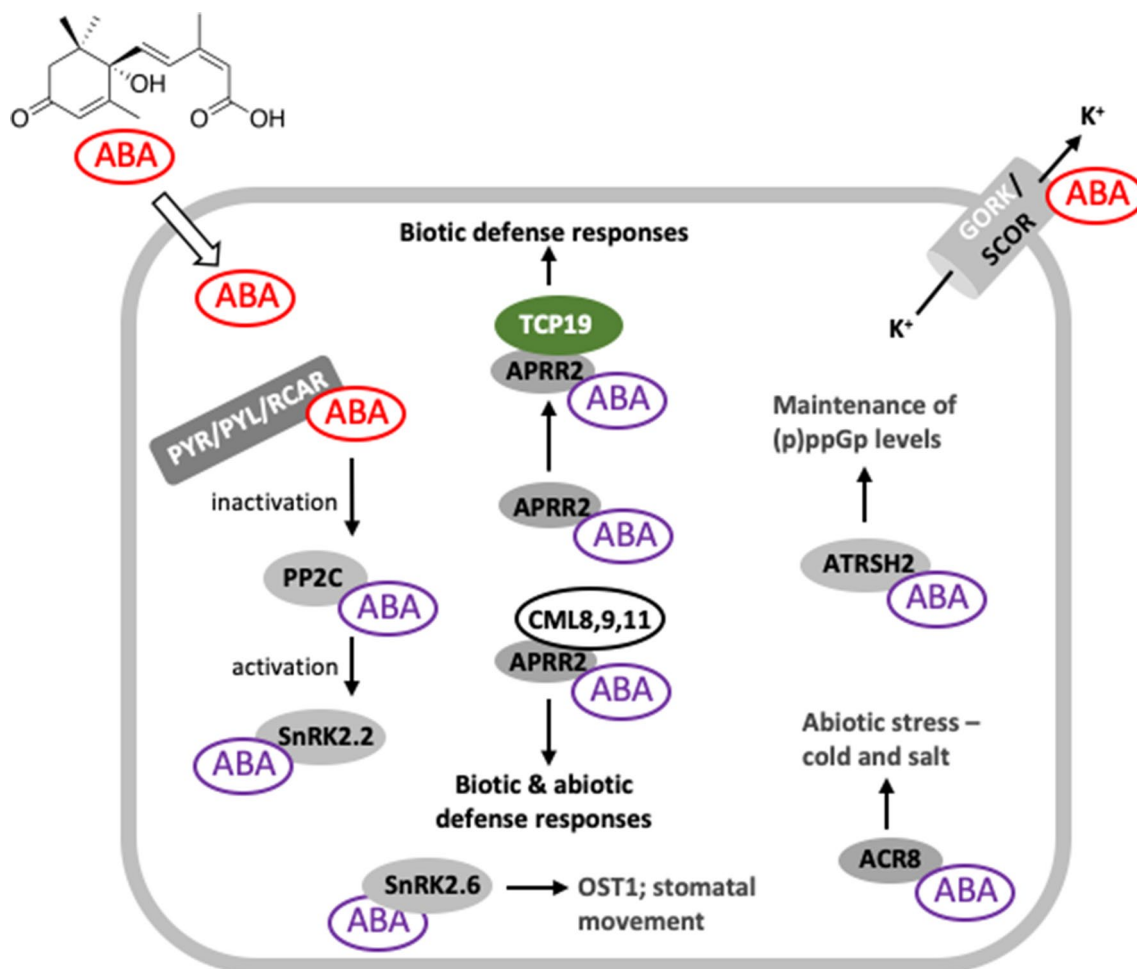 O
OH
O
OH
ABA
ABA
K⁺
GORK/
SCOR
ABA
K⁺
Biotic defense responses
TCP19
APRR2
ABA
PYR/PYL/RCAR
ABA
inactivation
PP2C
ABA
activation
SnRK2.2
ABA
APRR2
ABA
CML8,9,11
APRR2
ABA
Biotic & abiotic
defense responses
SnRK2.6
ABA
OST1; stomatal
movement
Maintenance of
(p)ppGp levels
ATRSH2
ABA
Abiotic stress –
cold and salt
ACR8
ABA